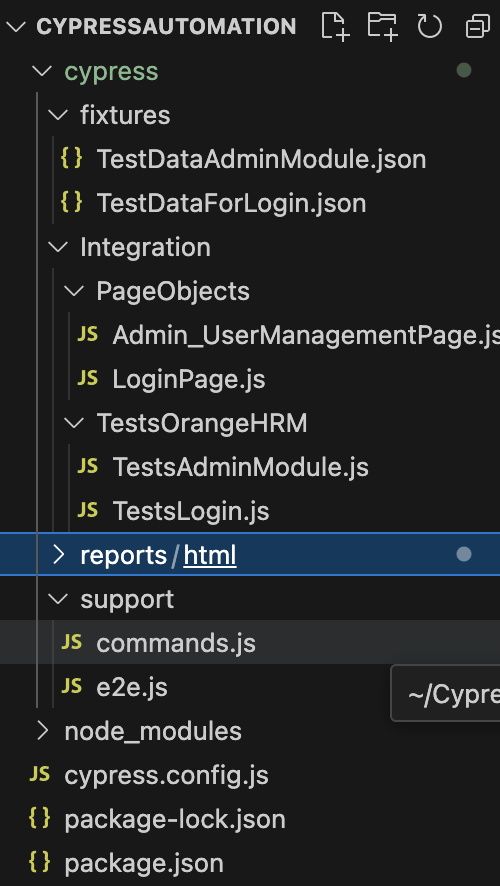 CYPRESSAUTOMATION
cypress
fixtures
{} TestDataAdminModule.json
{} TestDataForLogin.json
Integration
PageObjects
JS Admin_UserManagementPage.js
JS LoginPage.js
TestsOrangeHRM
JS TestsAdminModule.js
JS TestsLogin.js
reports/html
support
JS commands.js
JS e2e.js
~/Cypre
node_modules
JS cypress.config.js
{} package-lock.json
{} package.json